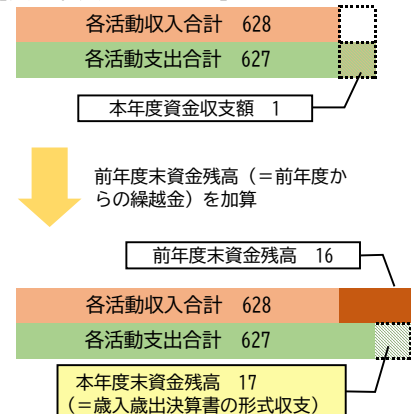 各活動収入合計 628
各活動支出合計 627
本年度資金収支額 1
前年度末資金残高(＝前年度か
らの繰越金)を加算
前年度末資金残高 16
各活動収入合計 628
各活動支出合計 627
本年度末資金残高 17
(＝歳入歳出決算書の形式収支)